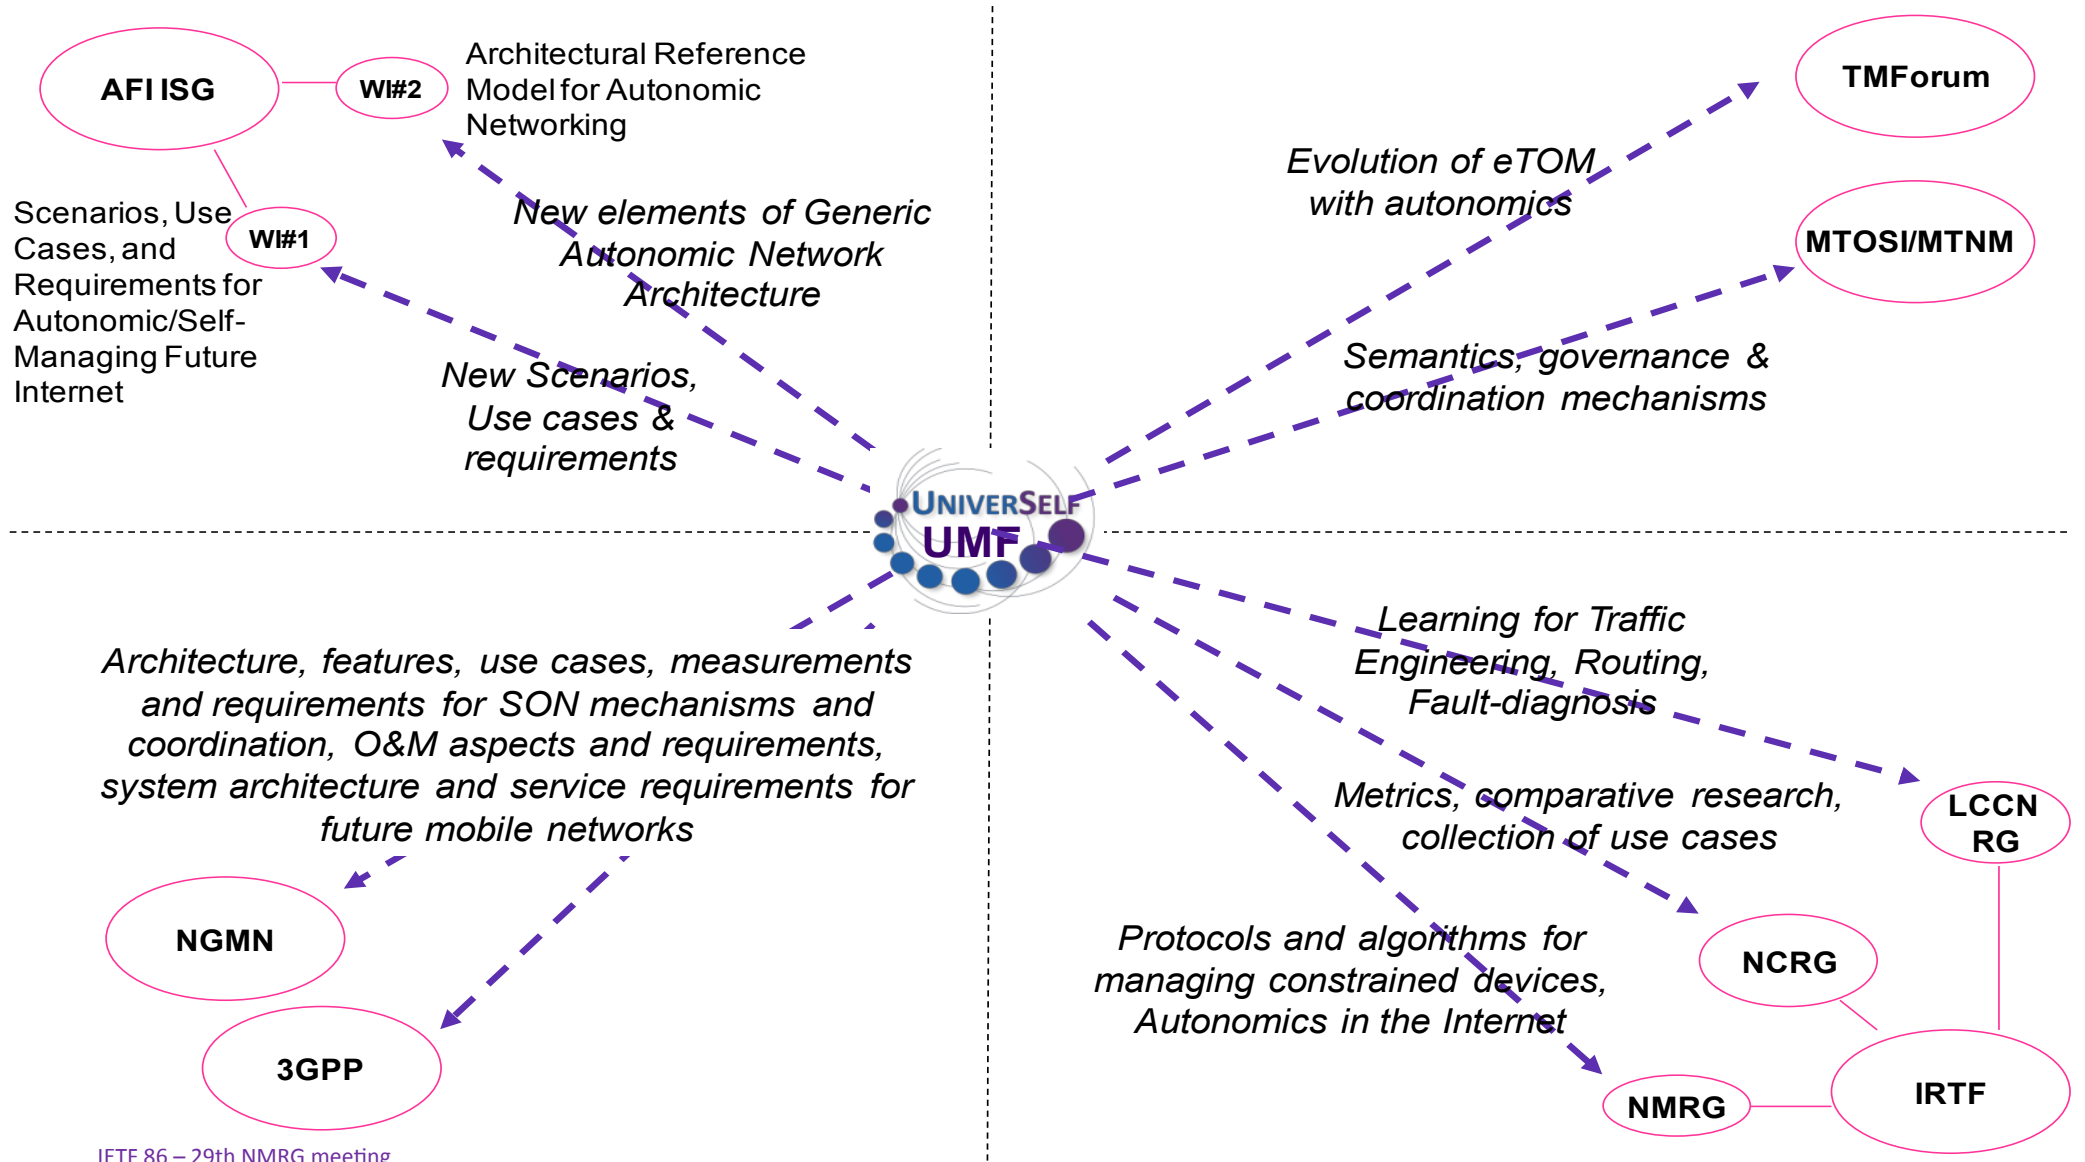 AFI ISG
WI#2
Architectural Reference
Model for Autonomic
Networking
Scenarios, Use
Cases, and
Requirements for
Autonomic/Self-
Managing Future
Internet
WI#1
New elements of Generic
Autonomic Network
Architecture
New Scenarios,
Use cases &
requirements
TMForum
Evolution of eTOM
with autonomics
MTOSI/MTNM
Semantics, governance &
coordination mechanisms
UNIVERSELF
UMF
Architecture, features, use cases, measurements
and requirements for SON mechanisms and
coordination, O&M aspects and requirements,
system architecture and service requirements for
future mobile networks
NGMN
3GPP
Learning for Traffic
Engineering, Routing,
Fault-diagnosis
Metrics, comparative research,
collection of use cases
LCCN
RG
Protocols and algorithms for
managing constrained devices,
Autonomics in the Internet
NCRG
NMRG
IRTF
IETF 86 – 29th NMRG meeting